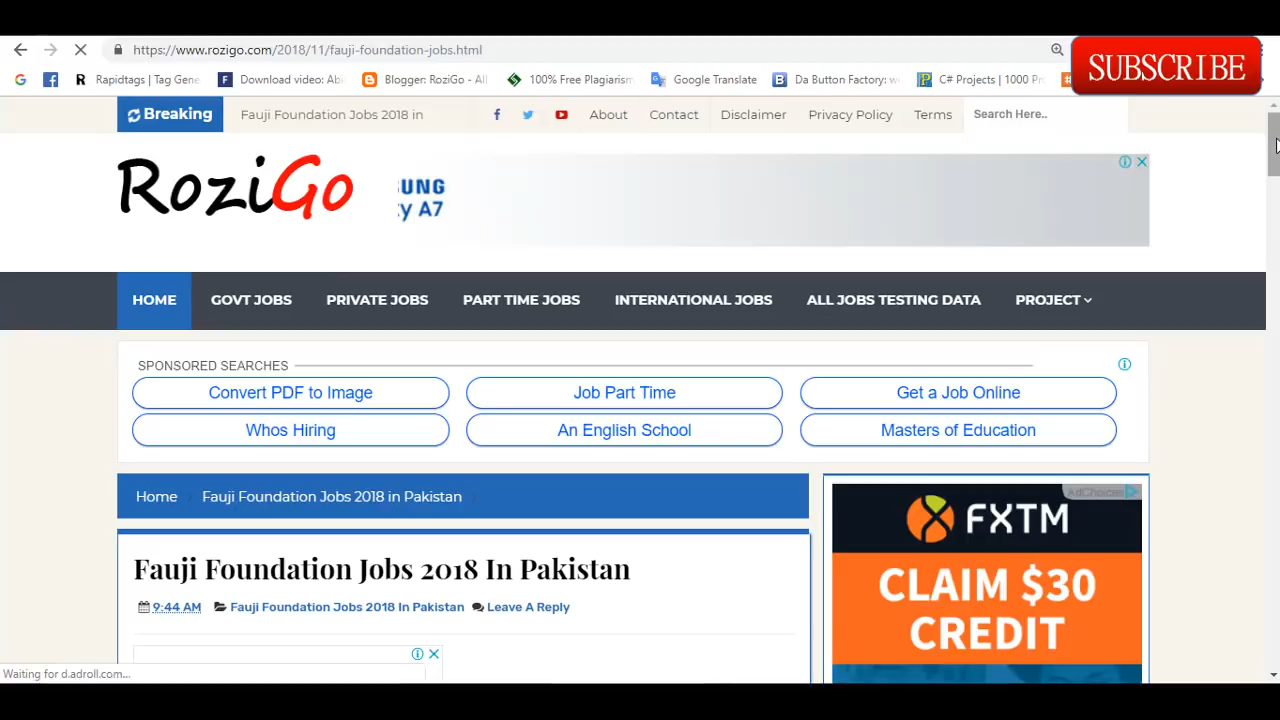 https://www.rozigo.com/2018/11/fauji-foundation-jobs.html
SUBSCRIBE
Rapidtags | Tag Gene
Download video: Abi
Blogger: RoziGo - All
100% Free Plagiarism
Google Translate
Da Button Factory: w
C# Projects | 1000 Pr
Breaking
Fauji Foundation Jobs 2018 in
About
Contact
Disclaimer
Privacy Policy
Terms
Search Here..
RoziGo
UNG
y A7
HOME
GOVT JOBS
PRIVATE JOBS
PART TIME JOBS
INTERNATIONAL JOBS
ALL JOBS TESTING DATA
PROJECT
SPONSORED SEARCHES
Convert PDF to Image
Job Part Time
Get a Job Online
Whos Hiring
An English School
Masters of Education
Home
Fauji Foundation Jobs 2018 in Pakistan
AdChoices
FXTM
CLAIM $30
CREDIT
Fauji Foundation Jobs 2018 In Pakistan
9:44 AM
Fauji Foundation Jobs 2018 In Pakistan
Leave A Reply
Waiting for d.adroll.com...